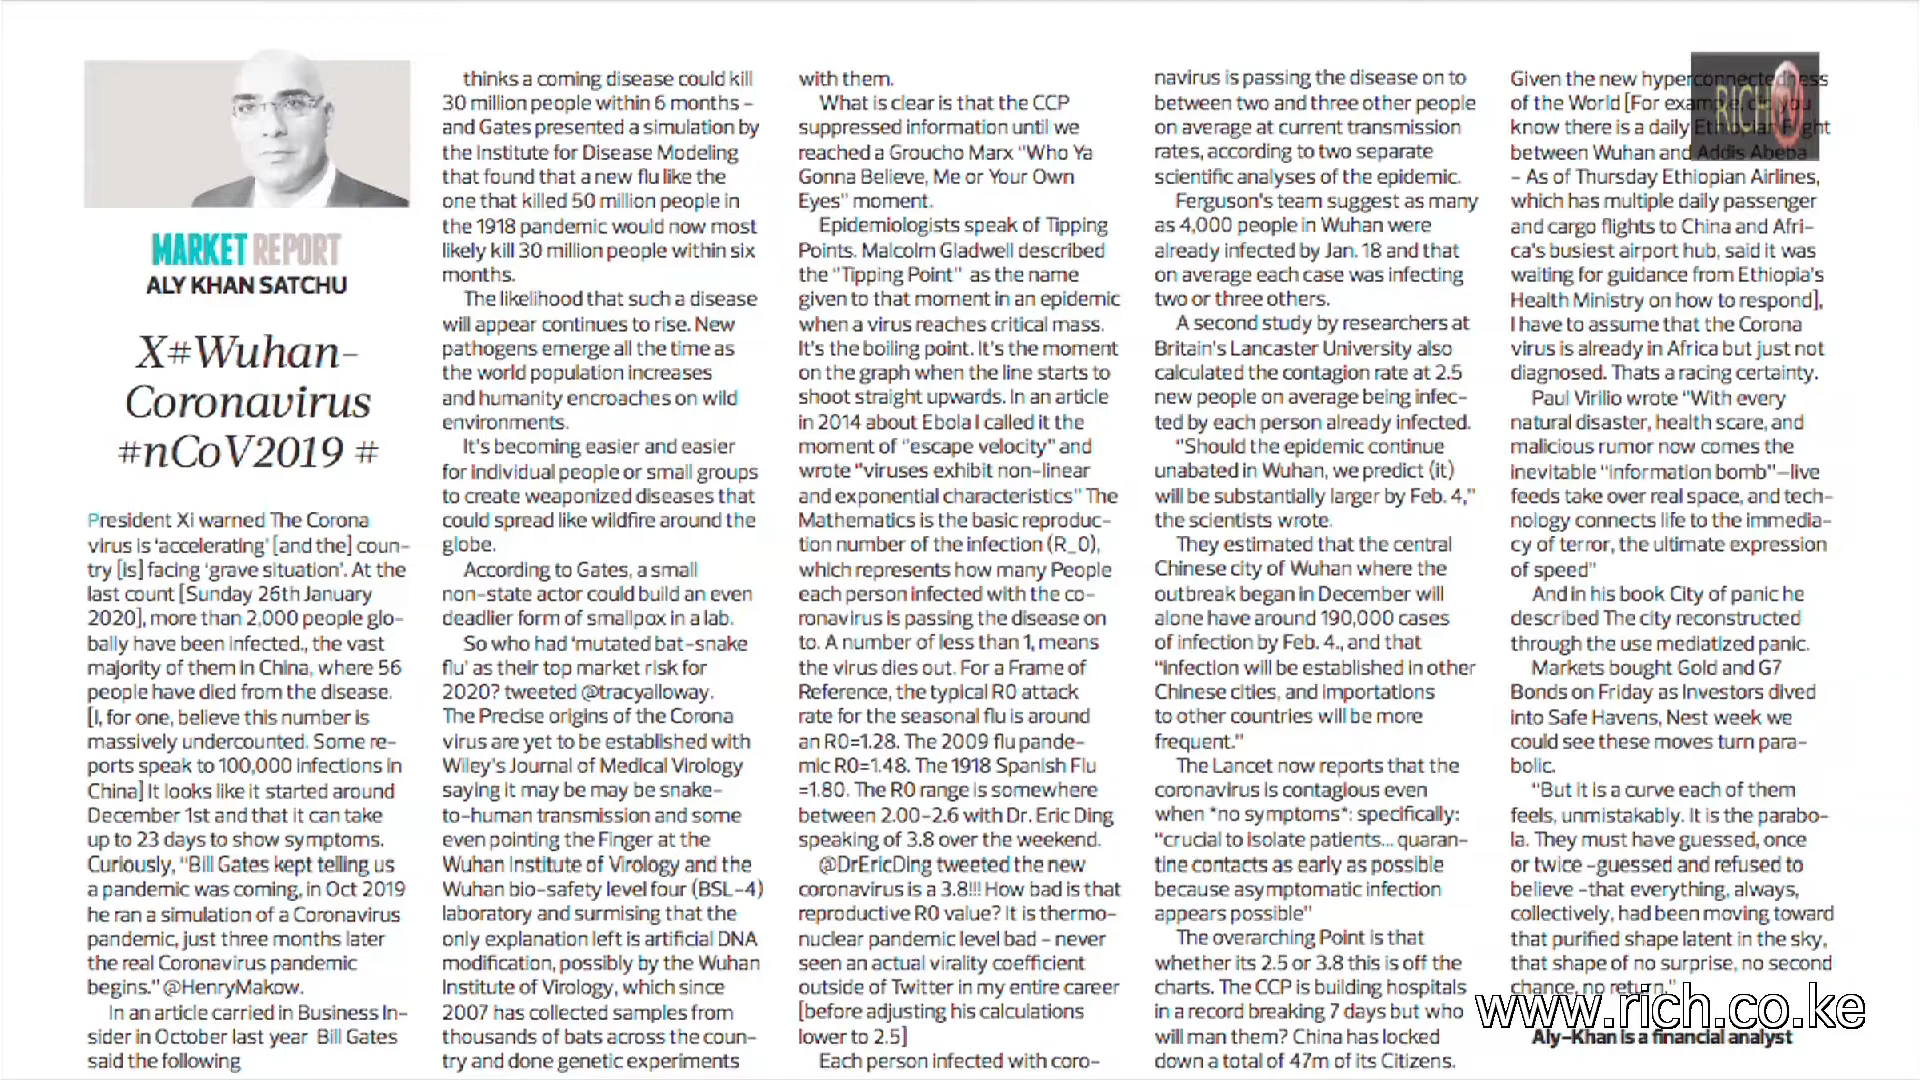 MARKET REPORT
ALY KHAN SATCHU
X#Wuhan-
Coronavirus
#nCoV2019 #
President Xi warned The Corona
virus is ‘accelerating’ [and the] coun-
try [is] facing ‘grave situation’. At the
last count [Sunday 26th January
2020], more than 2,000 people glo-
bally have been infected., the vast
majority of them in China, where 56
people have died from the disease.
[I, for one, believe this number is
massively undercounted. Some re-
ports speak to 100,000 infections in
China] It looks like it started around
December 1st and that it can take
up to 23 days to show symptoms.
Curiously, “Bill Gates kept telling us
a pandemic was coming, in Oct 2019
he ran a simulation of a Coronavirus
pandemic, just three months later
the real Coronavirus pandemic
begins.” @HenryMakow.
In an article carried in Business In-
sider in October last year Bill Gates
said the following
thinks a coming disease could kill
30 million people within 6 months –
and Gates presented a simulation by
the Institute for Disease Modeling
that found that a new flu like the
one that killed 50 million people in
the 1918 pandemic would now most
likely kill 30 million people within six
months.
The likelihood that such a disease
will appear continues to rise. New
pathogens emerge all the time as
the world population increases
and humanity encroaches on wild
environments.
It's becoming easier and easier
for individual people or small groups
to create weaponized diseases that
could spread like wildfire around the
globe.
According to Gates, a small
non-state actor could build an even
deadlier form of smallpox in a lab.
So who had ‘mutated bat-snake
flu’ as their top market risk for
2020? tweeted @tracyalloway.
The Precise origins of the Corona
virus are yet to be established with
Wiley's Journal of Medical Virology
saying it may be may be snake-
to-human transmission and some
even pointing the Finger at the
Wuhan Institute of Virology and the
Wuhan bio-safety level four (BSL-4)
laboratory and surmising that the
only explanation left is artificial DNA
modification, possibly by the Wuhan
Institute of Virology, which since
2007 has collected samples from
thousands of bats across the coun-
try and done genetic experiments
with them.
What is clear is that the CCP
suppressed information until we
reached a Groucho Marx “Who Ya
Gonna Believe, Me or Your Own
Eyes” moment.
Epidemiologists speak of Tipping
Points. Malcolm Gladwell described
the “Tipping Point” as the name
given to that moment in an epidemic
when a virus reaches critical mass.
It's the boiling point. It's the moment
on the graph when the line starts to
shoot straight upwards. In an article
in 2014 about Ebola I called it the
moment of “escape velocity” and
wrote “viruses exhibit non-linear
and exponential characteristics” The
Mathematics is the basic reproduc-
tion number of the infection (R_0),
which represents how many People
each person infected with the co-
ronavirus is passing the disease on
to. A number of less than 1, means
the virus dies out. For a Frame of
Reference, the typical R0 attack
rate for the seasonal flu is around
an R0=1.28. The 2009 flu pande-
mic R0=1.48. The 1918 Spanish Flu
=1.80. The R0 range is somewhere
between 2.00-2.6 with Dr. Eric Ding
speaking of 3.8 over the weekend.
@DrEricDing tweeted the new
coronavirus is a 3.8!!! How bad is that
reproductive R0 value? It is thermo-
nuclear pandemic level bad – never
seen an actual virality coefficient
outside of Twitter in my entire career
[before adjusting his calculations
lower to 2.5]
Each person infected with coro-
navirus is passing the disease on to
between two and three other people
on average at current transmission
rates, according to two separate
scientific analyses of the epidemic.
Ferguson's team suggest as many
as 4,000 people in Wuhan were
already infected by Jan. 18 and that
on average each case was infecting
two or three others.
A second study by researchers at
Britain's Lancaster University also
calculated the contagion rate at 2.5
new people on average being infec-
ted by each person already infected.
“Should the epidemic continue
unabated in Wuhan, we predict (it)
will be substantially larger by Feb. 4,”
the scientists wrote.
They estimated that the central
Chinese city of Wuhan where the
outbreak began in December will
alone have around 190,000 cases
of infection by Feb. 4., and that
“infection will be established in other
Chinese cities, and importations
to other countries will be more
frequent.”
The Lancet now reports that the
coronavirus is contagious even
when *no symptoms*: specifically:
“crucial to isolate patients... quaran-
tine contacts as early as possible
because asymptomatic infection
appears possible”
The overarching Point is that
whether its 2.5 or 3.8 this is off the
charts. The CCP is building hospitals
in a record breaking 7 days but who
will man them? China has locked
down a total of 47m of its Citizens.
Given the new hyperconnectedness
of the World [For example, did you
know there is a daily Ethiopian Flight
between Wuhan and Addis Abeba
– As of Thursday Ethiopian Airlines,
which has multiple daily passenger
and cargo flights to China and Afri-
ca's busiest airport hub, said it was
waiting for guidance from Ethiopia's
Health Ministry on how to respond],
I have to assume that the Corona
virus is already in Africa but just not
diagnosed. Thats a racing certainty.
Paul Virilio wrote “With every
natural disaster, health scare, and
malicious rumor now comes the
inevitable “information bomb”—live
feeds take over real space, and tech-
nology connects life to the immedia-
cy of terror, the ultimate expression
of speed”
And in his book City of panic he
described The city reconstructed
through the use mediatized panic.
Markets bought Gold and G7
Bonds on Friday as Investors dived
into Safe Havens, Nest week we
could see these moves turn para-
bolic.
“But it is a curve each of them
feels, unmistakably. It is the parabo-
la. They must have guessed, once
or twice -guessed and refused to
believe -that everything, always,
collectively, had been moving toward
that purified shape latent in the sky,
that shape of no surprise, no second
chance, no return.”
Aly-Khan is a financial analyst
RICH
www.rich.co.ke